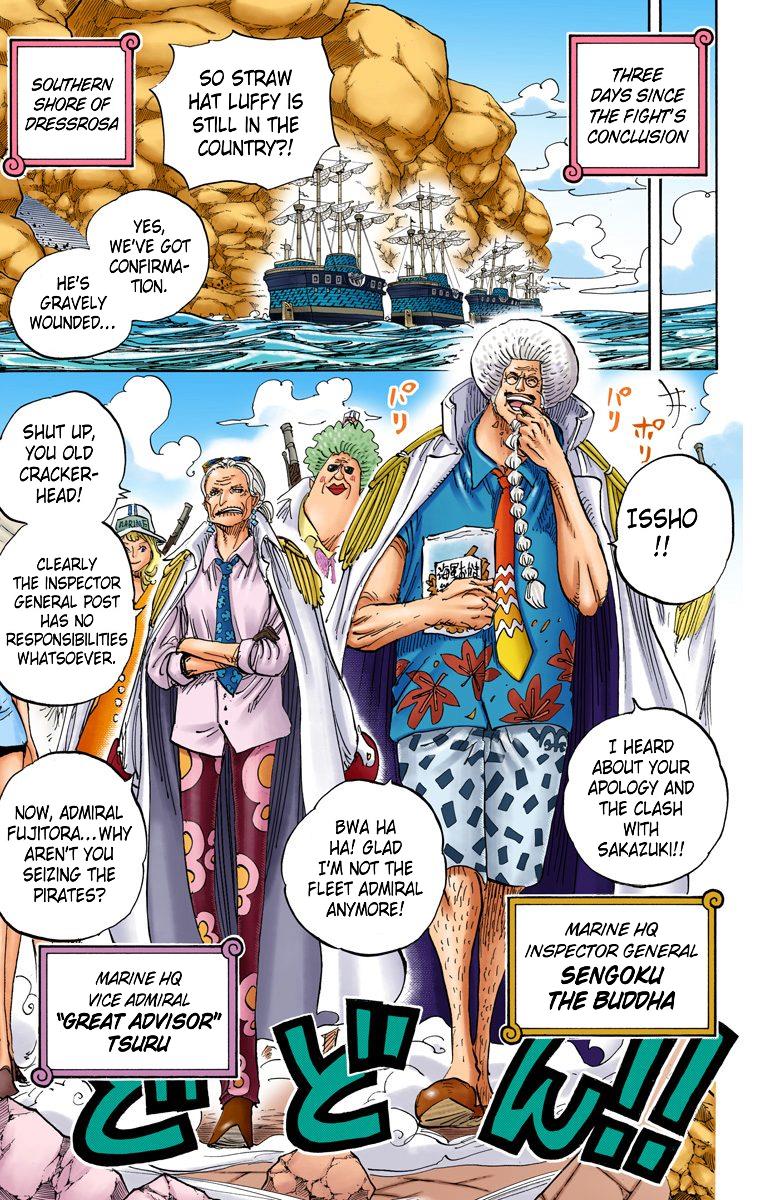 THREE
DAYS SINCE
THE FIGHT'S
CONCLUSION
SOUTHERN
SHORE OF
DRESSROSA
SO STRAW
HAT LUFFY IS
STILL IN THE
COUNTRY?!
YES,
WE'VE GOT
CONFIRMA-
TION.
HE'S
GRAVELY
WOUNDED...
ISSHO
!!
I HEARD
ABOUT YOUR
APOLOGY AND
THE CLASH
WITH
SAKAZUKI!!
BWA HA
HA! GLAD
I'M NOT THE
FLEET ADMIRAL
ANYMORE!
MARINE HQ
INSPECTOR GENERAL
SENGOKU
THE BUDDHA
パリ
パリ
ポリ
MARINE
SHUT UP,
YOU OLD
CRACKER-
HEAD!
CLEARLY
THE INSPECTOR
GENERAL POST
HAS NO
RESPONSIBILITIES
WHATSOEVER.
NOW, ADMIRAL
FUJITORA...WHY
AREN'T YOU
SEIZING THE
PIRATES?
MARINE HQ
VICE ADMIRAL
"GREAT ADVISOR"
TSURU
どどん!!